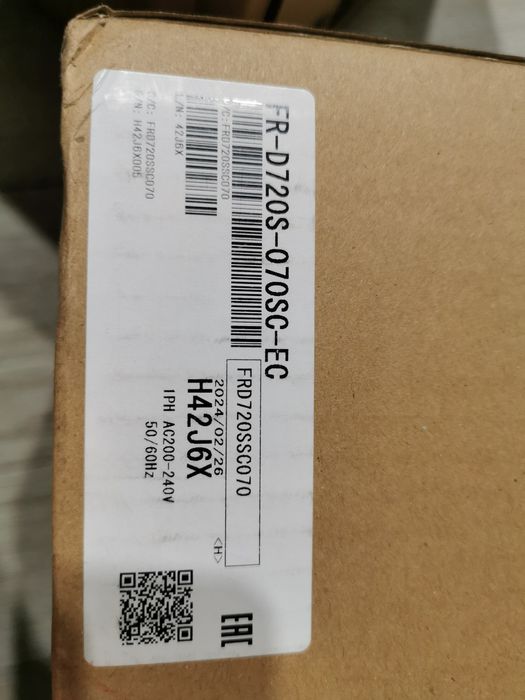 FR-D720S-070SC-EC
P/C:FRD720SSC070
L/N: 42J6X
P/C: FRD720SSC070
S/N: H42J6X005
FRD720SSC070
<H>
2024/02/26
H42J6X
1PH AC200-240V
50/60Hz
EAC